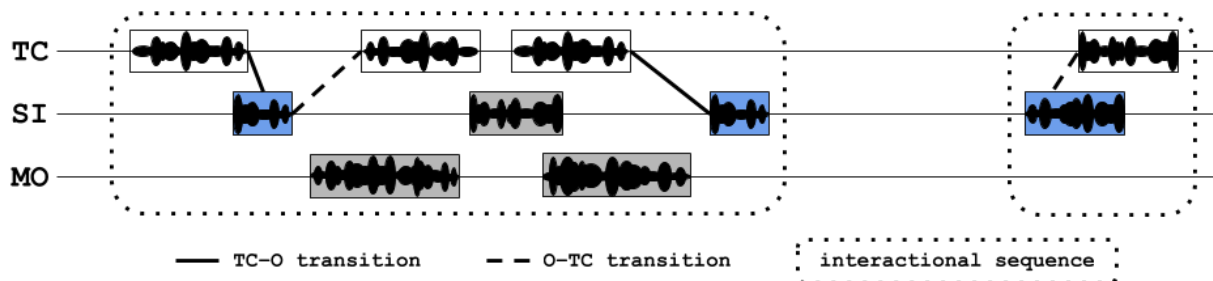 TC
SI
MO
TC-O transition
O-TC transition
interactional sequence